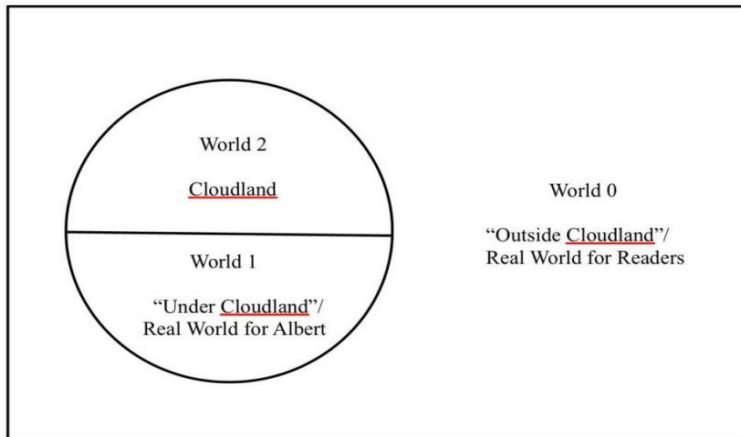 World 2
Cloudland
World 1
“Under Cloudland”/
Real World for Albert
World 0
“Outside Cloudland”/
Real World for Readers